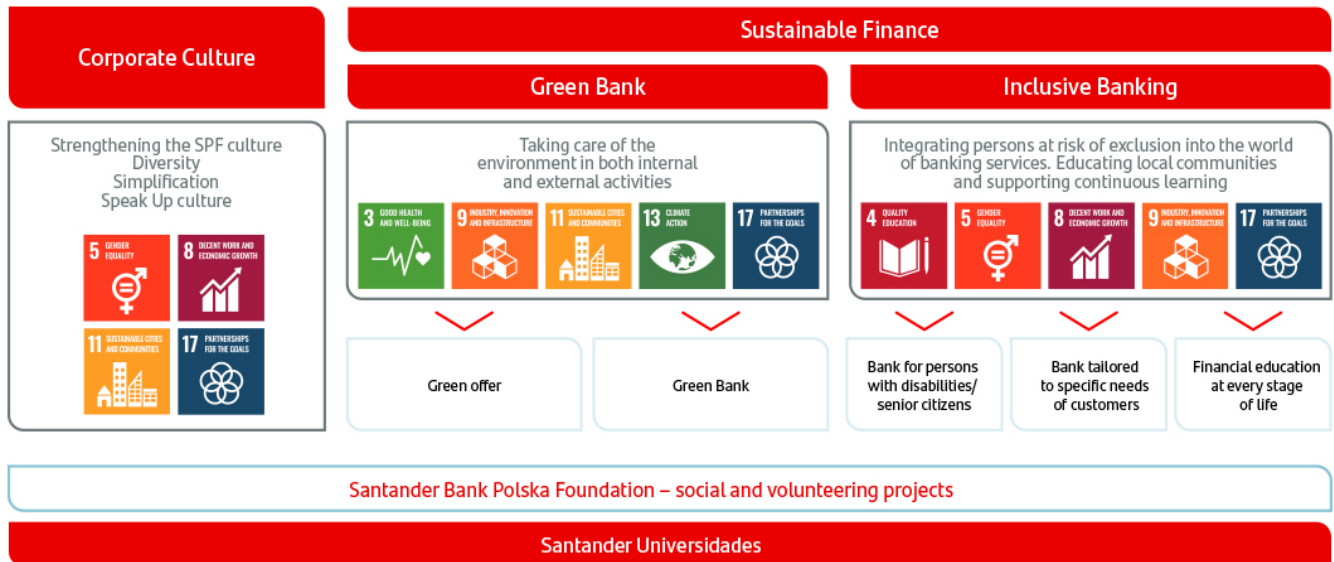 Corporate Culture
Strengthening the SPF culture
Diversity
Simplification
Speak Up culture
5 GENDER
EQUALITY
8 DECENT WORK AND
ECONOMIC GROWTH
11 SUSTAINABLE CITIES
AND COMMUNITIES
17 PARTNERSHIPS
FOR THE GOALS
Sustainable Finance
Green Bank
Taking care of the
environment in both internal
and external activities
3 GOOD HEALTH
AND WELL-BEING
9 INDUSTRY, INNOVATION
AND INFRASTRUCTURE
11 SUSTAINABLE CITIES
AND COMMUNITIES
13 CLIMATE
ACTION
17 PARTNERSHIPS
FOR THE GOALS
Green offer
Green Bank
Inclusive Banking
Integrating persons at risk of exclusion into the world
of banking services. Educating local communities
and supporting continuous learning
4 QUALITY
EDUCATION
5 GENDER
EQUALITY
8 DECENT WORK AND
ECONOMIC GROWTH
9 INDUSTRY, INNOVATION
AND INFRASTRUCTURE
17 PARTNERSHIPS
FOR THE GOALS
Bank for persons
with disabilities/
senior citizens
Bank tailored
to specific needs
of customers
Financial education
at every stage
of life
Santander Bank Polska Foundation – social and volunteering projects
Santander Universidades